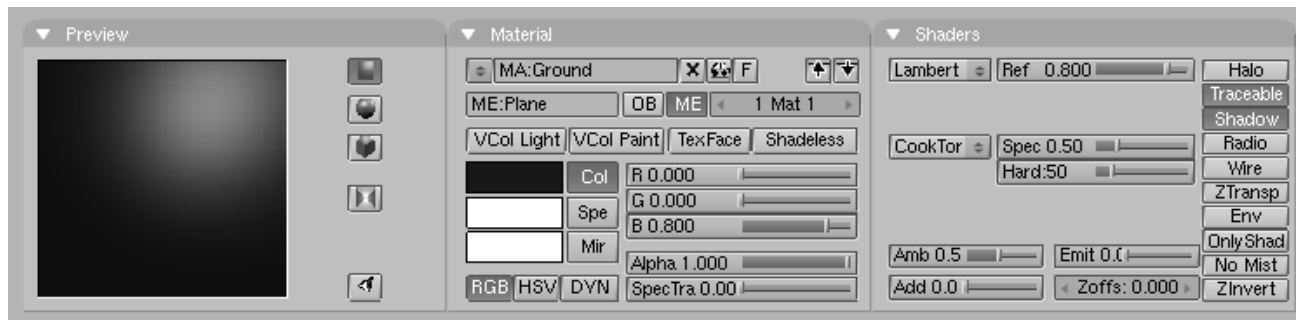 Preview
Material
Shaders
MA:Ground
F
ME:Plane
OB
ME
1 Mat 1
VCol Light
VCol Paint
TexFace
Shadeless
Col
Spe
Mir
R 0.000
G 0.000
B 0.800
Alpha 1.000
SpecTra 0.00
RGB
HSV
DYN
Lambert
Ref 0.800
CookTor
Spec 0.50
Hard:50
Amb 0.5
Emit 0.(
Add 0.0
Zoffs: 0.000
Halo
Traceable
Shadow
Radio
Wire
ZTransp
Env
OnlyShad
No Mist
ZInvert